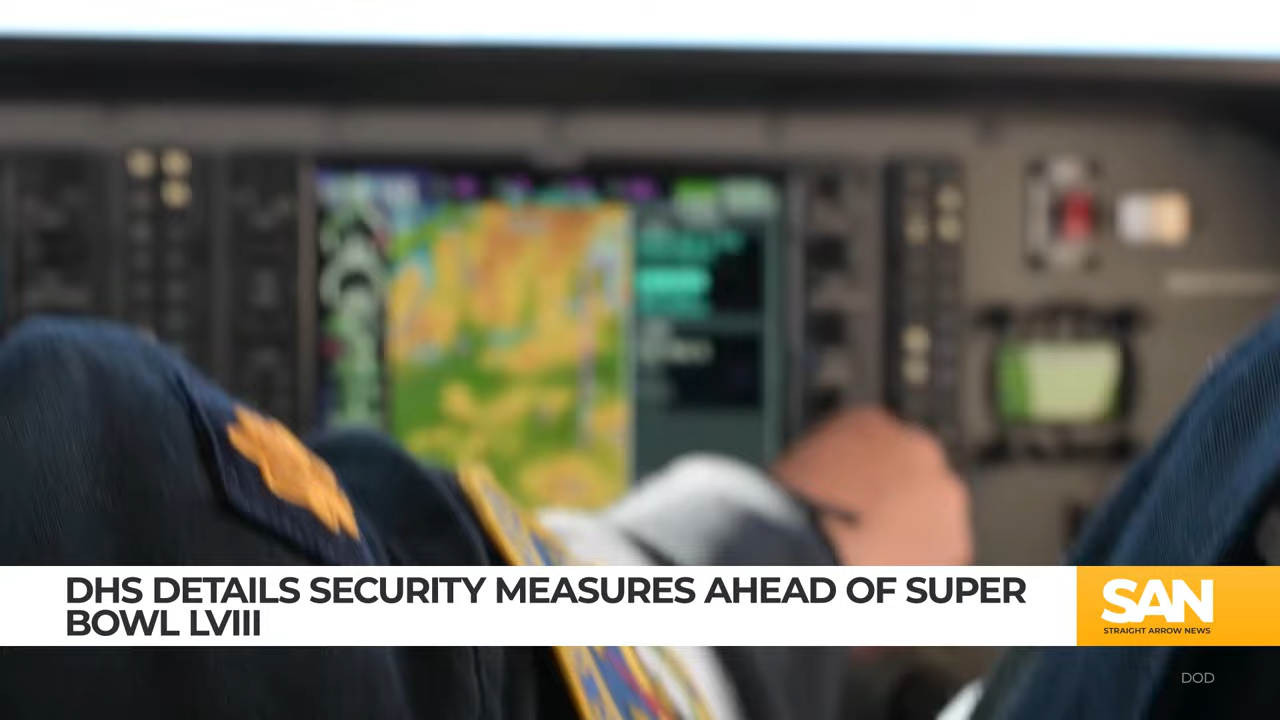 DHS DETAILS SECURITY MEASURES AHEAD OF SUPER
BOWL LVIII
SAN
STRAIGHT ARROW NEWS
DOD